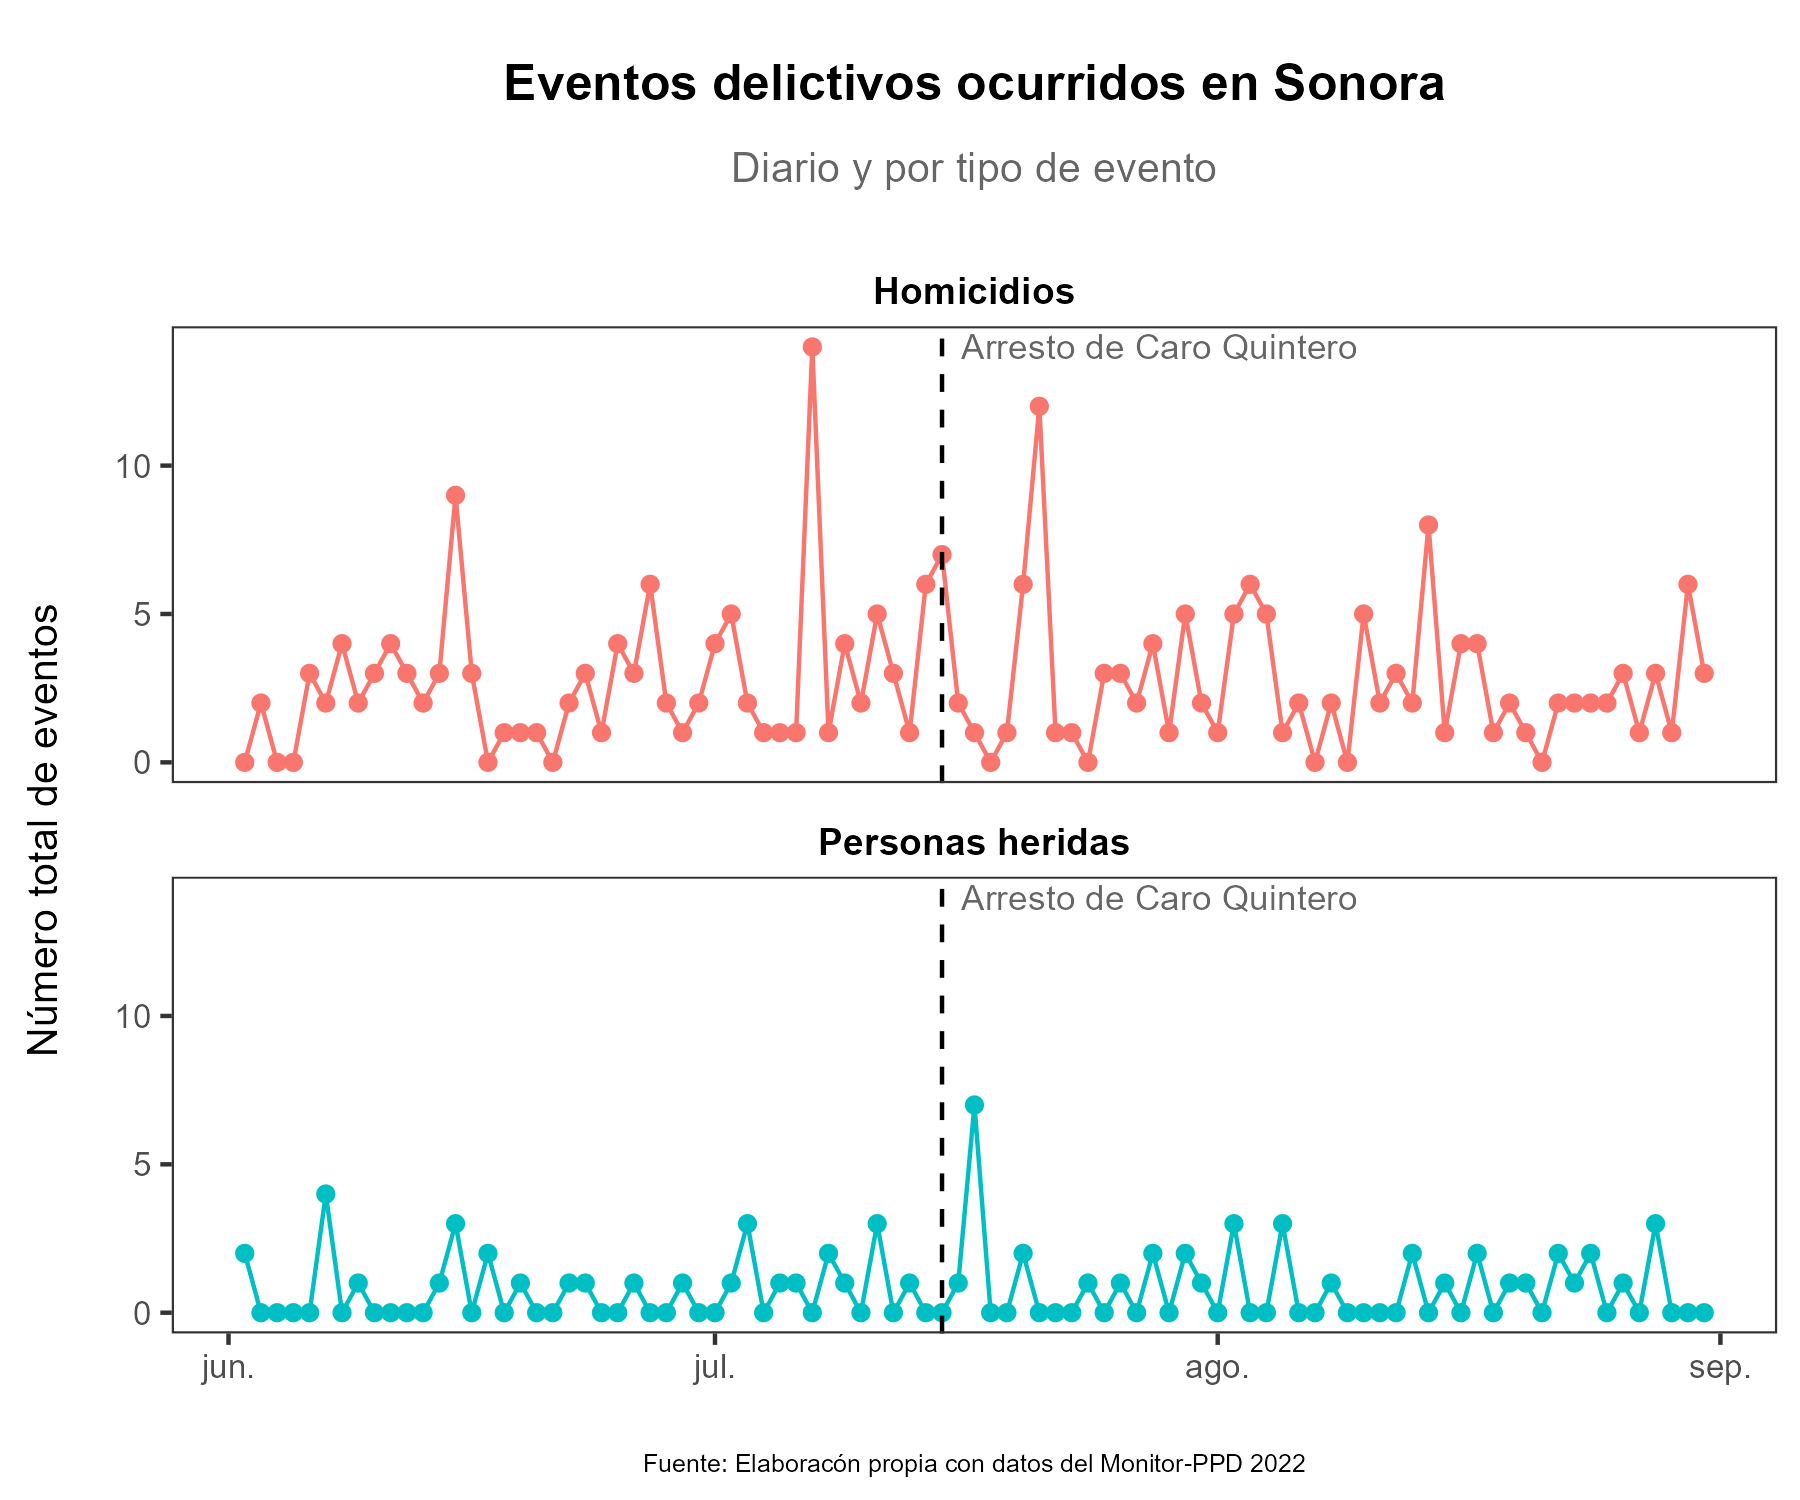 Eventos delictivos ocurridos en Sonora
Diario y por tipo de evento
Homicidios
Arresto de Caro Quintero
10
5
0
Número total de eventos
Personas heridas
Arresto de Caro Quintero
10
5
0
jun. jul. ago. sep.
Fuente: Elaboracón propia con datos del Monitor-PPD 2022